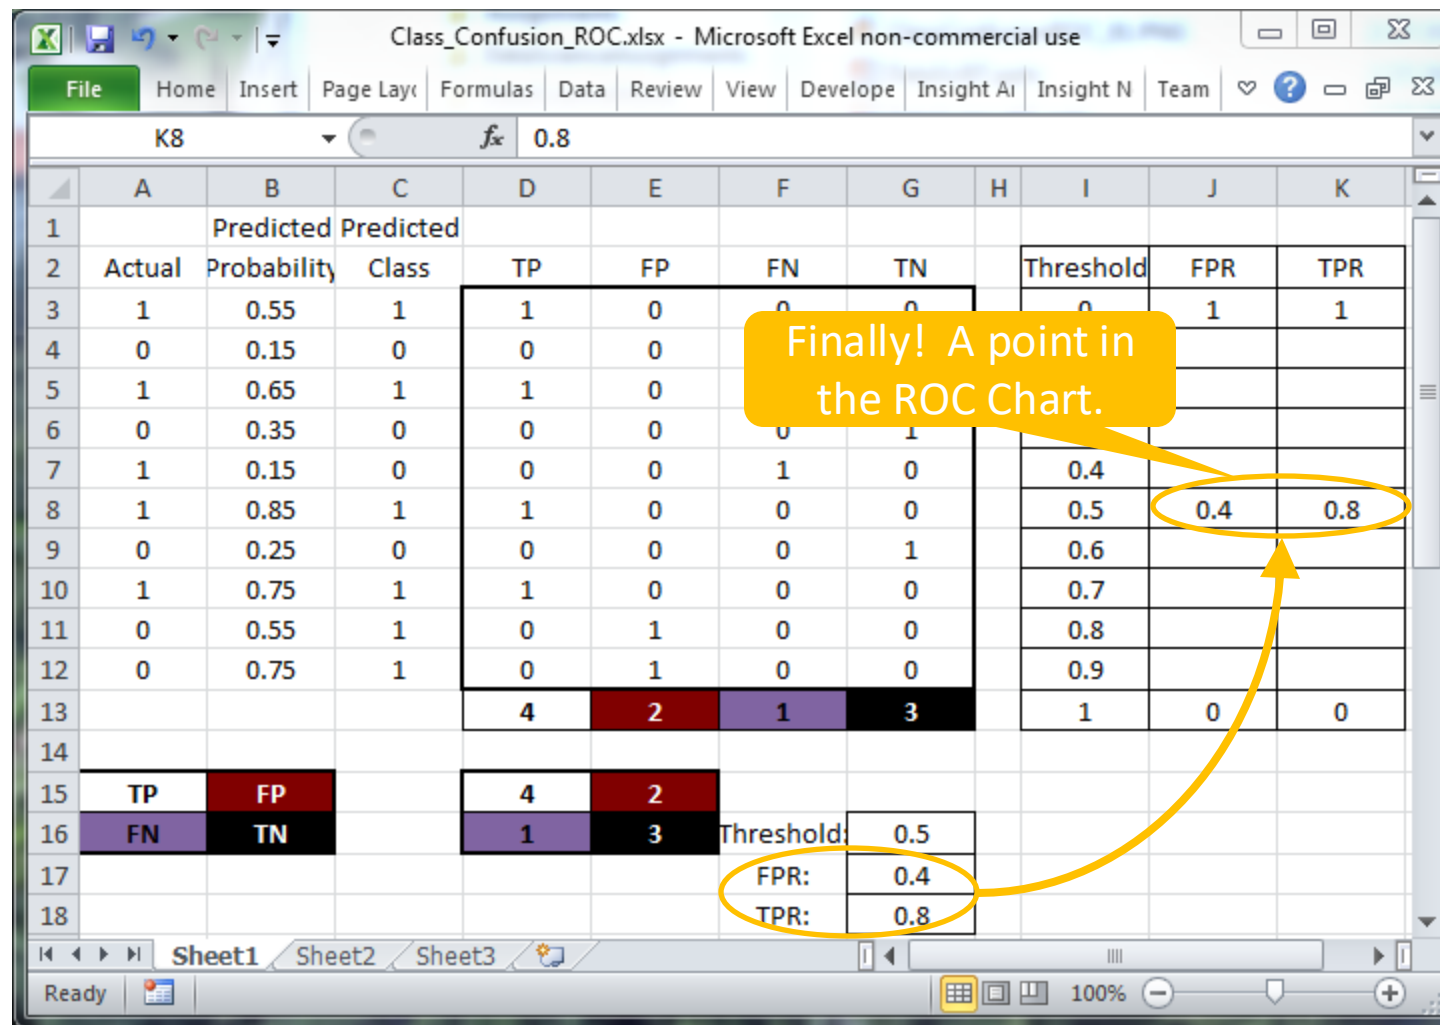 Class_Confusion_ROC.xlsx - Microsoft Excel non-commercial use
File Home Insert Page Layo Formulas Data Review View Develope Insight Ar Insight N Team
K8 fx 0.8
A B C D E F G H I J K
1 Predicted Predicted
2 Actual Probability Class TP FP FN TN Threshold FPR TPR
3 1 0.55 1 1 0 0 0 0 1 1
4 0 0.15 0 0 0
5 1 0.65 1 1 0
6 0 0.35 0 0 0 0 1
Finally! A point in
the ROC Chart.
7 1 0.15 0 0 0 1 0 0.4
8 1 0.85 1 1 0 0 0 0.5 0.4 0.8
9 0 0.25 0 0 0 0 1 0.6
10 1 0.75 1 1 0 0 0 0.7
11 0 0.55 1 0 1 0 0 0.8
12 0 0.75 1 0 1 0 0 0.9
13 4 2 1 3 1 0 0
14
15 TP FP 4 2
16 FN TN 1 3 Threshold: 0.5
17 FPR: 0.4
18 TPR: 0.8
Sheet1 Sheet2 Sheet3
Ready 100%